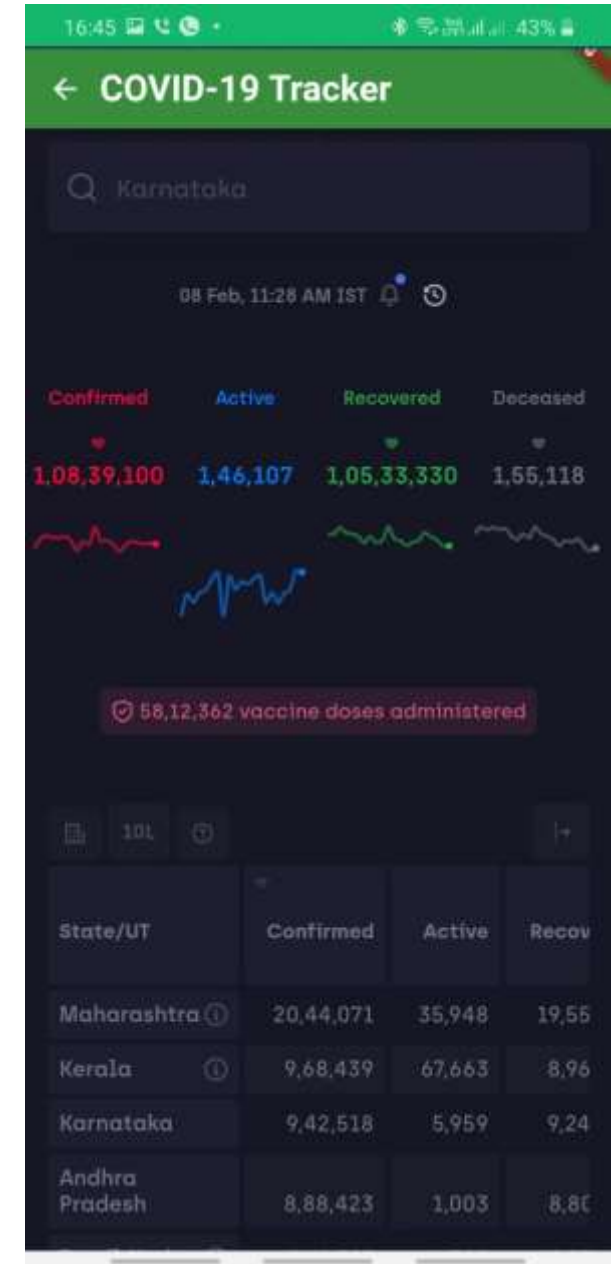 16:45 43%
← COVID-19 Tracker
Karnataka
08 Feb, 11:28 AM IST
Confirmed Active Recovered Deceased
1,08,39,100 1,46,107 1,05,33,330 1,55,118
58,12,362 vaccine doses administered
10L
State/UT Confirmed Active Recov
Maharashtra 20,44,071 35,948 19,55
Kerala 9,68,439 67,663 8,96
Karnataka 9,42,518 5,959 9,24
Andhra
Pradesh 8,88,423 1,003 8,80